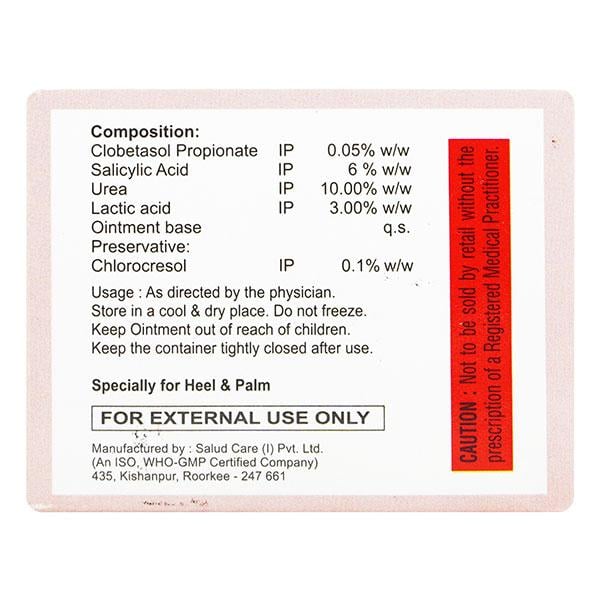 Composition:
Clobetasol Propionate IP 0.05% w/w
Salicylic Acid IP 6 % w/w
Urea IP 10.00% w/w
Lactic acid IP 3.00% w/w
Ointment base q.s.
Preservative:
Chlorocresol IP 0.1% w/w
Usage : As directed by the physician.
Store in a cool & dry place. Do not freeze.
Keep Ointment out of reach of children.
Keep the container tightly closed after use.
Specially for Heel & Palm
FOR EXTERNAL USE ONLY
Manufactured by : Salud Care (I) Pvt. Ltd.
(An ISO, WHO-GMP Certified Company)
435, Kishanpur, Roorkee - 247 661
CAUTION : Not to be sold by retail without the
prescription of a Registered Medical Practitioner.